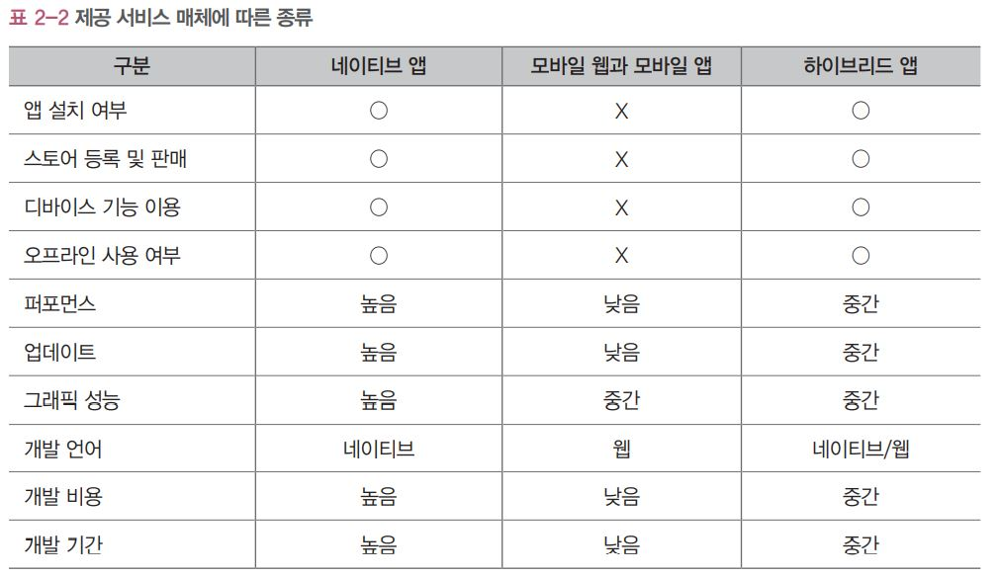 표 2-2 제공 서비스 매체에 따른 종류
구분 네이티브 앱 모바일 웹과 모바일 앱 하이브리드 앱
앱 설치 여부 ○ X ○
스토어 등록 및 판매 ○ X ○
디바이스 기능 이용 ○ X ○
오프라인 사용 여부 ○ X ○
퍼포먼스 높음 낮음 중간
업데이트 높음 낮음 중간
그래픽 성능 높음 중간 중간
개발 언어 네이티브 웹 네이티브/웹
개발 비용 높음 낮음 중간
개발 기간 높음 낮음 중간